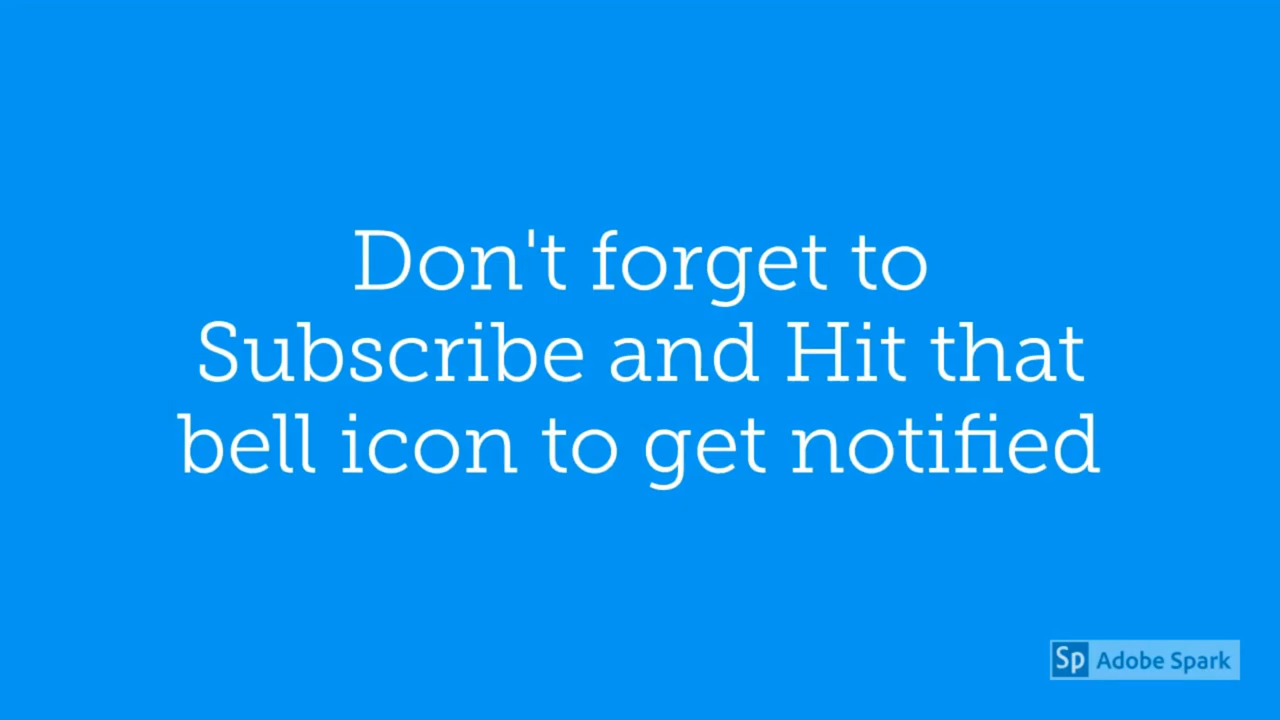 Don't forget to
Subscribe and Hit that
bell icon to get notified
Sp Adobe Spark